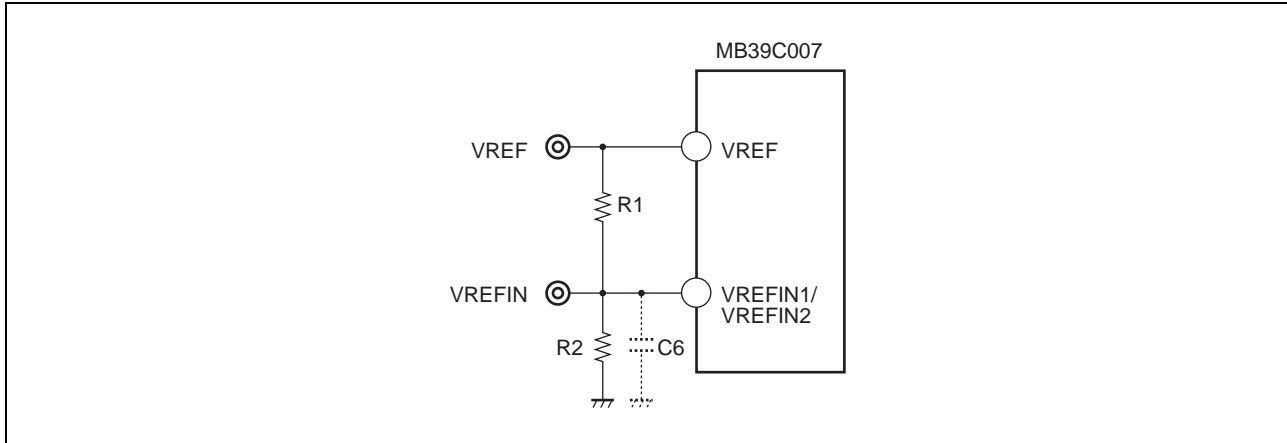 MB39C007
VREF
VREF
R1
VREFIN
VREFIN1/
VREFIN2
R2
C6